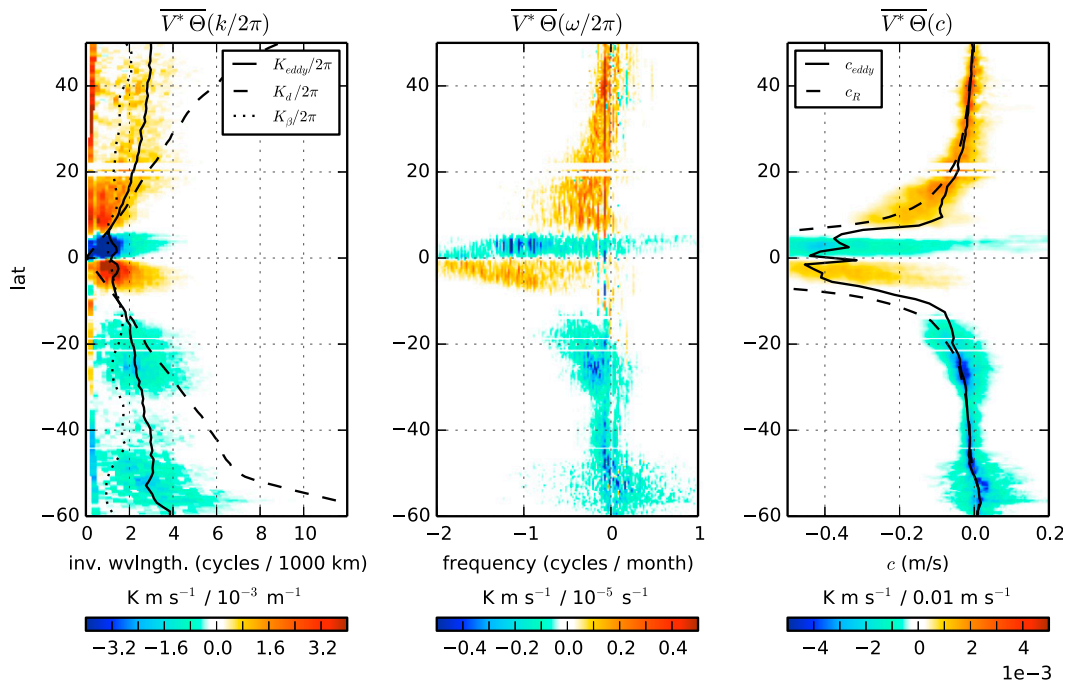 V* Θ(k/2π)
V* Θ(ω/2π)
V* Θ(c)
K_eddy/2π
K_d/2π
K_β/2π
c_eddy
c_R
lat
40
20
0
−20
−40
−60
0 2 4 6 8 10
inv. wvlngth. (cycles / 1000 km)
40
20
0
−20
−40
−60
−2 −1 0 1 2
frequency (cycles / month)
40
20
0
−20
−40
−60
−0.4 −0.2 0.0 0.2
c (m/s)
K m s⁻¹ / 10⁻³ m⁻¹
−3.2 −1.6 0.0 1.6 3.2
K m s⁻¹ / 10⁻⁵ s⁻¹
−0.4 −0.2 0.0 0.2 0.4
K m s⁻¹ / 0.01 m s⁻¹
−4 −2 0 2 4
1e−3